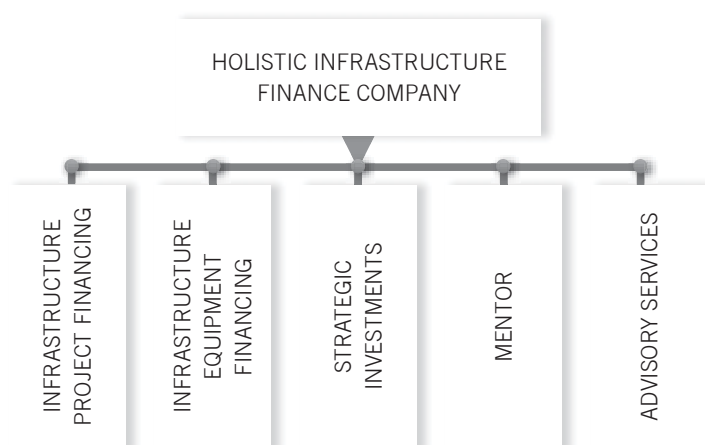 HOLISTIC INFRASTRUCTURE
FINANCE COMPANY
INFRASTRUCTURE
PROJECT FINANCING
INFRASTRUCTURE
EQUIPMENT
FINANCING
STRATEGIC
INVESTMENTS
MENTOR
ADVISORY SERVICES